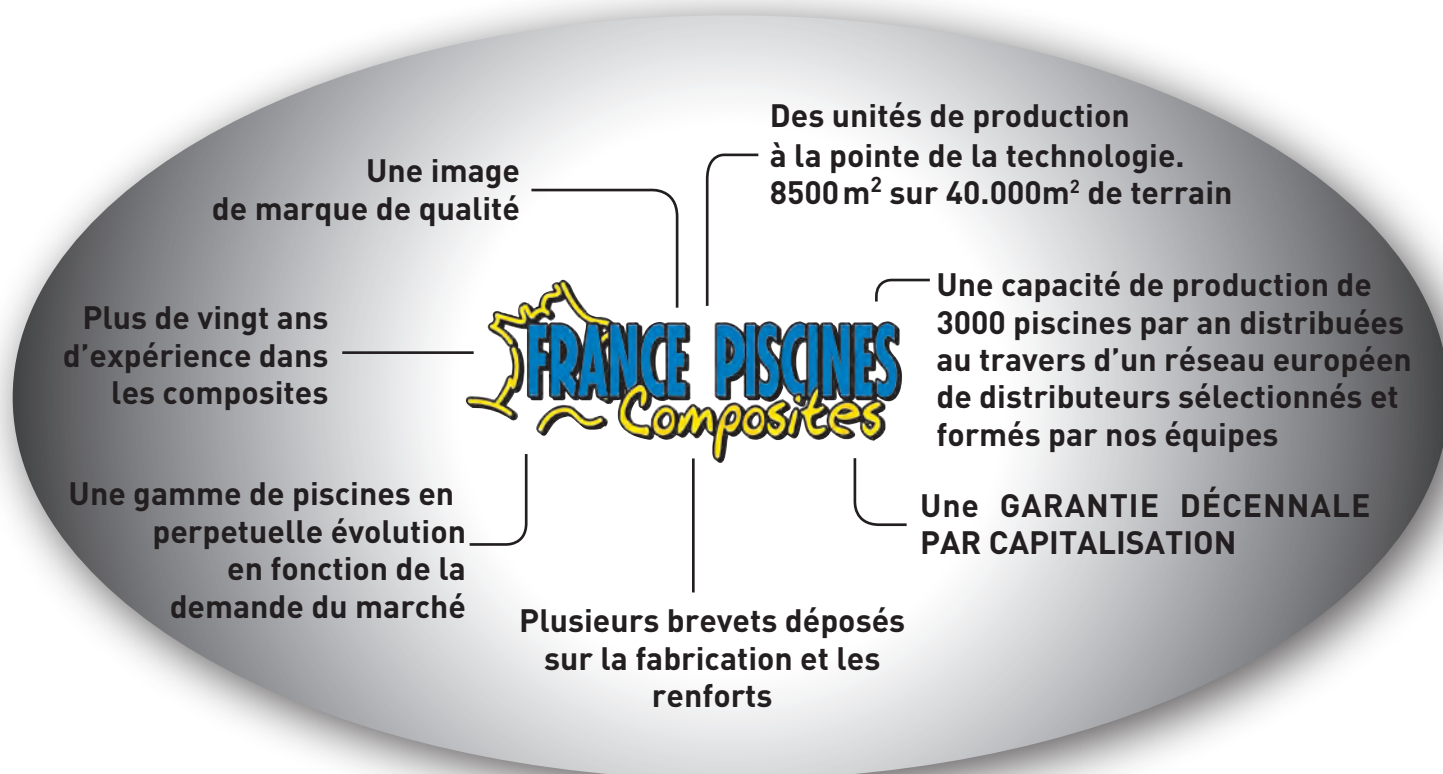 Une image
de marque de qualité
Des unités de production
à la pointe de la technologie.
8500 m² sur 40.000m² de terrain
Plus de vingt ans
d’expérience dans
les composites
FRANCE PISCINES
Composites
Une capacité de production de
3000 piscines par an distribuées
au travers d’un réseau européen
de distributeurs sélectionnés et
formés par nos équipes
Une gamme de piscines en
perpetuelle évolution
en fonction de la
demande du marché
Plusieurs brevets déposés
sur la fabrication et les
renforts
Une GARANTIE DÉCENNALE
PAR CAPITALISATION